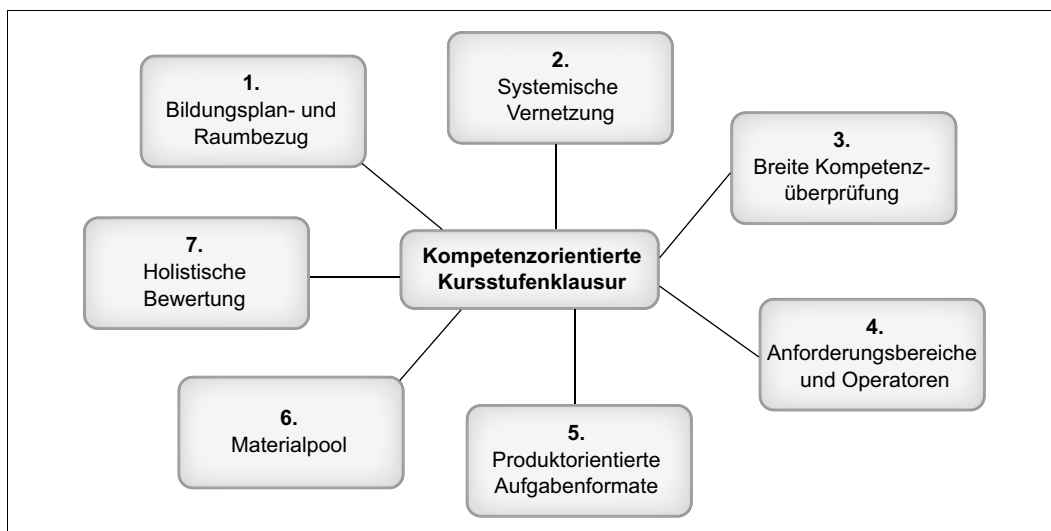 1.
Bildungsplan- und
Raumbezug
2.
Systemische
Vernetzung
3.
Breite Kompetenz-
überprüfung
7.
Holistische
Bewertung
Kompetenzorientierte
Kursstufenklausur
4.
Anforderungsbereiche
und Operatoren
6.
Materialpool
5.
Produktorientierte
Aufgabenformate